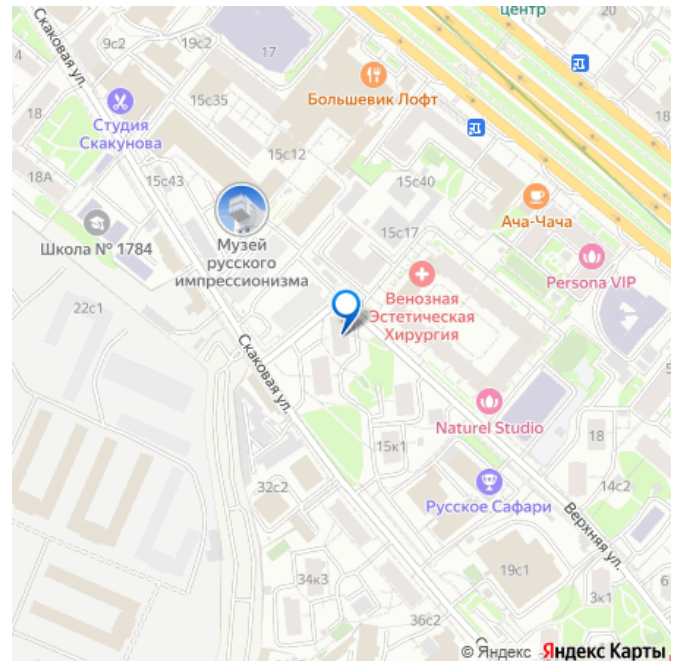 центр
Скаковая ул.
9с2
19с2
17
20
4
18
15с35
Большевик Лофт
18
Студия
Скакунова
15с12
18А
15с43
15с40
Ача-Чача
15с17
Школа № 1784
Музей
русского
импрессионизма
Persona VIP
Венозная
Эстетическая
Хирургия
22с1
Скаковая ул.
Naturel Studio
15к1
18
32с2
Русское Сафари
14с2
Верхняя ул.
19с1
34к3
3к1
6
© Яндекс Яндекс Карты